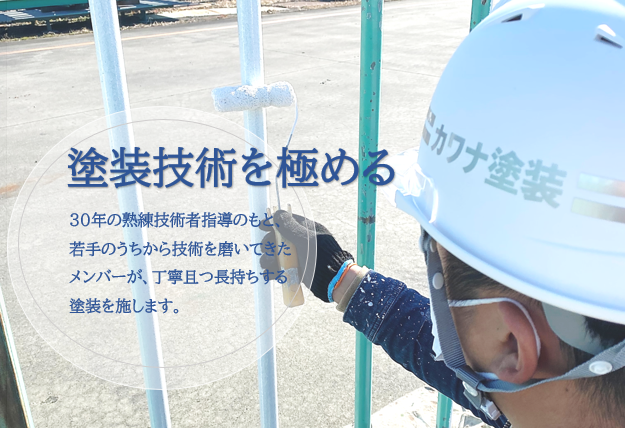 塗装技術を極める
30年の熟練技術者指導のもと、
若手のうちから技術を磨いてきた
メンバーが、丁寧且つ長持ちする
塗装を施します。
カワナ塗装